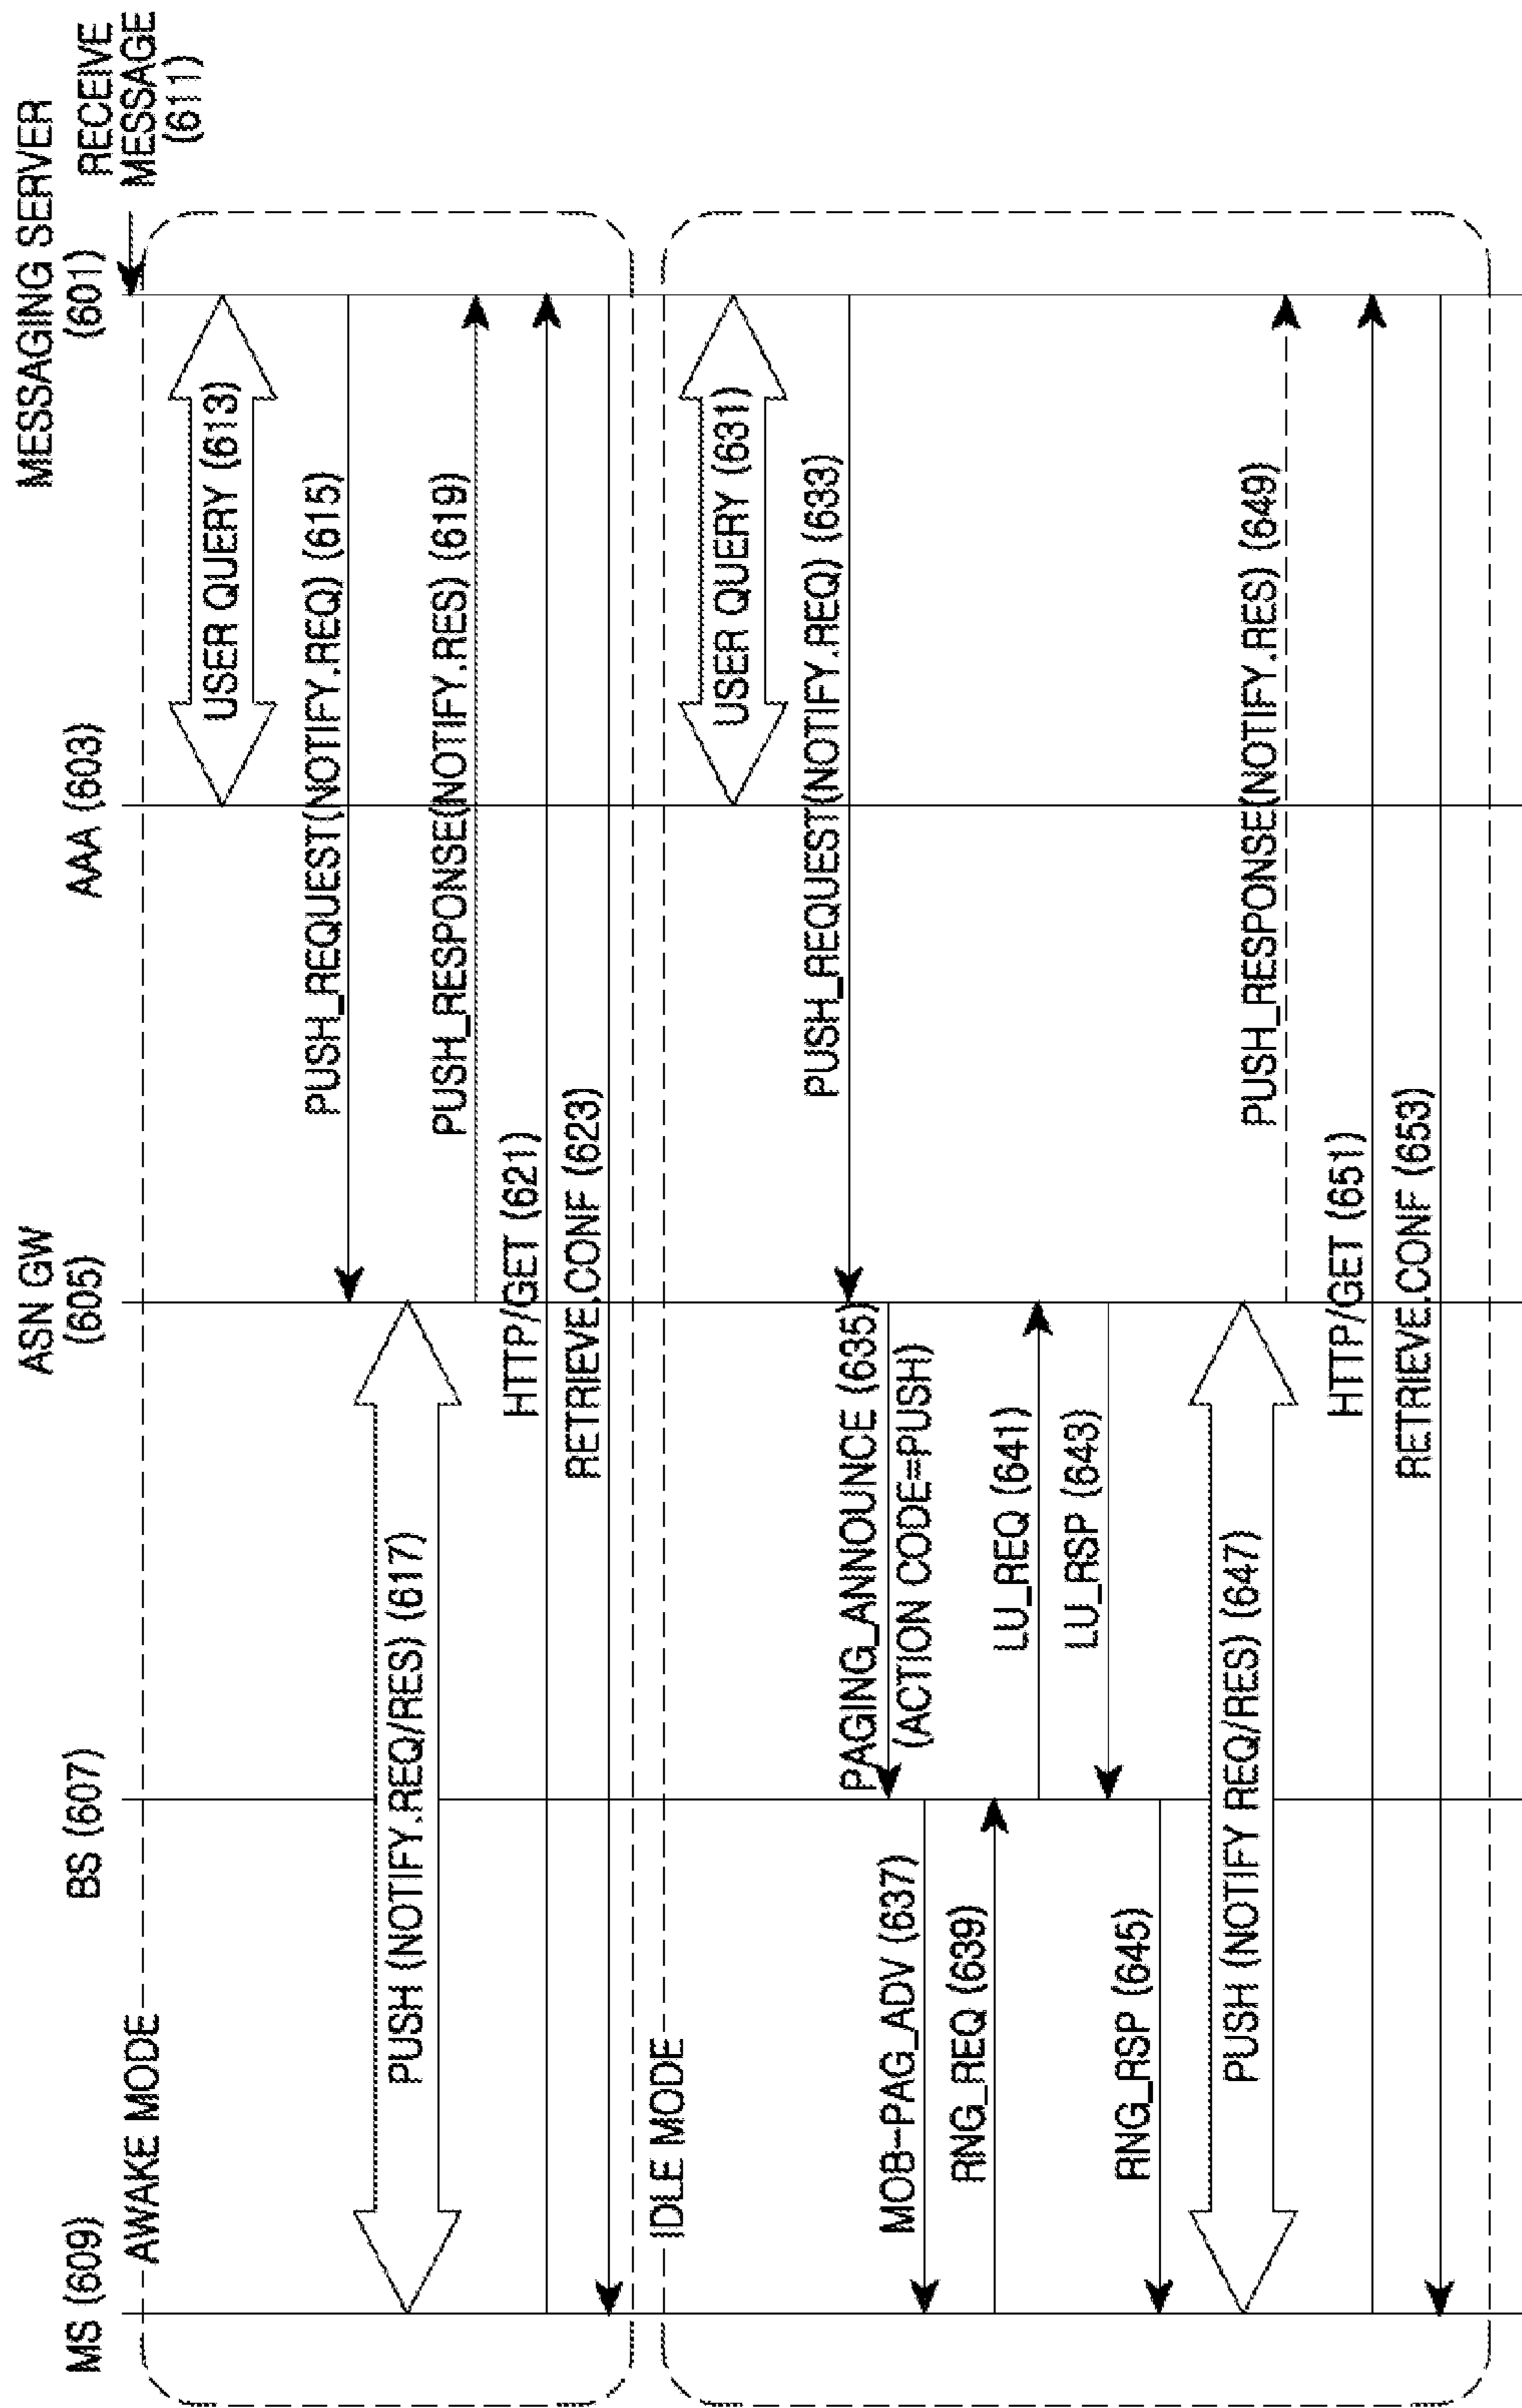 MS (609)
BS (607)
ASN GW
(605)
AAA (603)
MESSAGING SERVER
(601)
RECEIVE
MESSAGE
(611)
AWAKE MODE
USER QUERY (613)
PUSH_REQUEST(NOTIFY.REQ) (615)
PUSH (NOTIFY.REQ/RES) (617)
PUSH_RESPONSE(NOTIFY.RES) (619)
HTTP/GET (621)
RETRIEVE.CONF (623)
IDLE MODE
USER QUERY (631)
PUSH_REQUEST(NOTIFY.REQ) (633)
PAGING_ANNOUNCE (635)
(ACTION CODE=PUSH)
MOB-PAG_ADV (637)
RNG_REQ (639)
LU_REQ (641)
LU_RSP (643)
RNG_RSP (645)
PUSH (NOTIFY REQ/RES) (647)
PUSH_RESPONSE(NOTIFY.RES) (649)
HTTP/GET (651)
RETRIEVE.CONF (653)